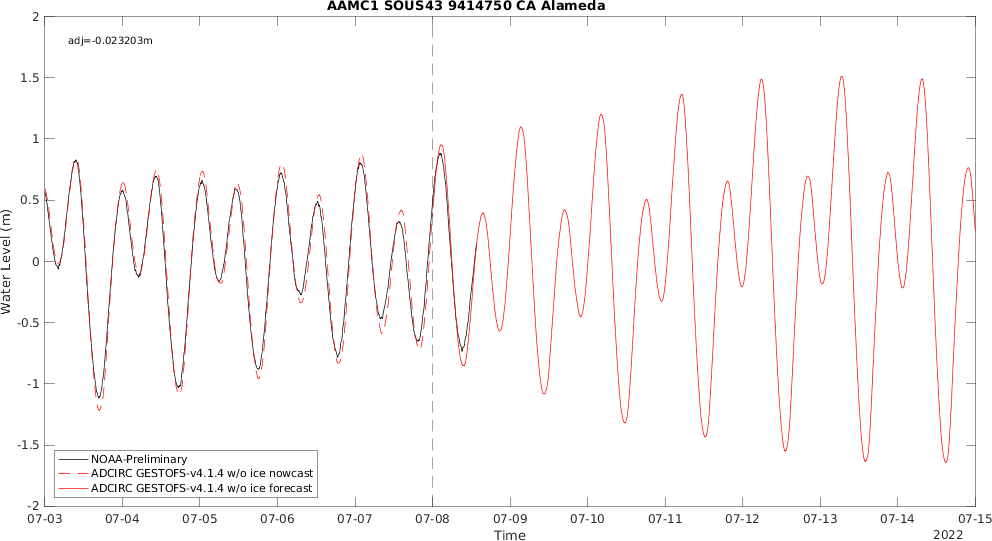 AAMC1 SOUS43 9414750 CA Alameda
adj=-0.023203m
2
1.5
1
0.5
0
-0.5
-1
-1.5
-2
Water Level (m)
NOAA-Preliminary
ADCIRC GESTOFS-v4.1.4 w/o ice nowcast
ADCIRC GESTOFS-v4.1.4 w/o ice forecast
07-03 07-04 07-05 07-06 07-07 07-08 07-09 07-10 07-11 07-12 07-13 07-14 07-15
Time
2022